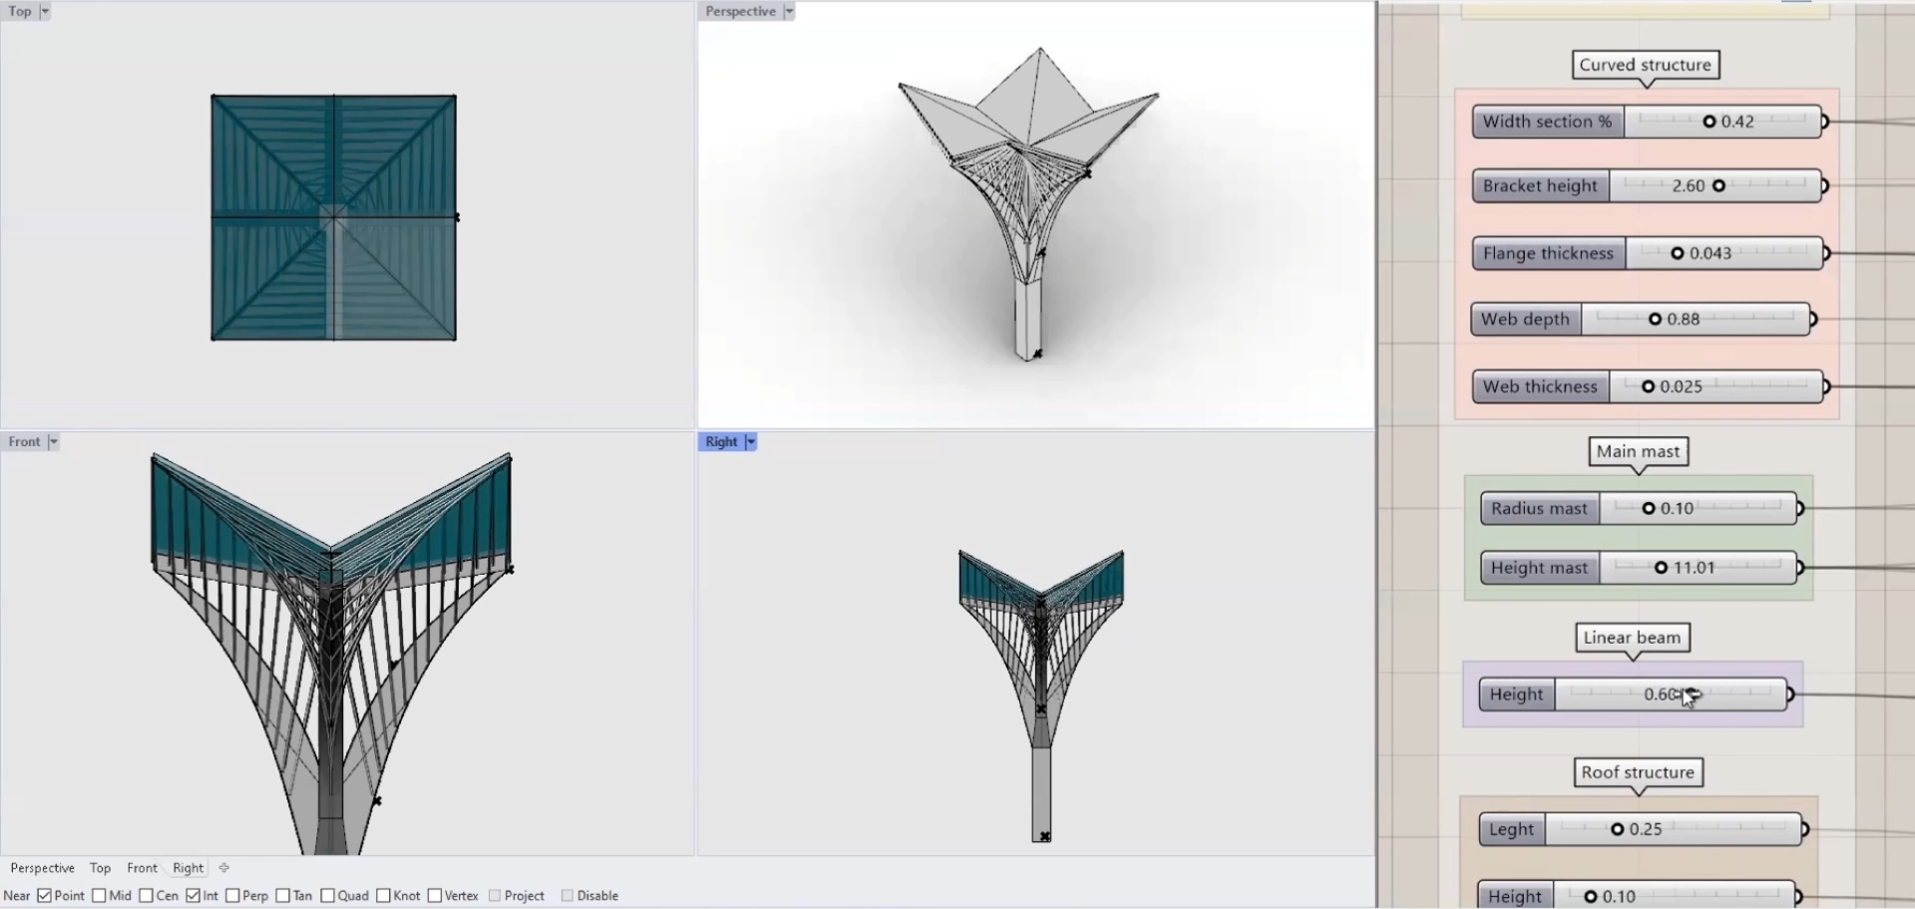 Top
Perspective
Curved structure
Width section % 0.42
Bracket height 2.60
Flange thickness 0.043
Web depth 0.88
Web thickness 0.025
Front
Right
Main mast
Radius mast 0.10
Height mast 11.01
Linear beam
Height 0.60
Roof structure
Leght 0.25
Height 0.10
Perspective Top Front Right
Near Point Mid Cen Int Perp Tan Quad Knot Vertex Project Disable